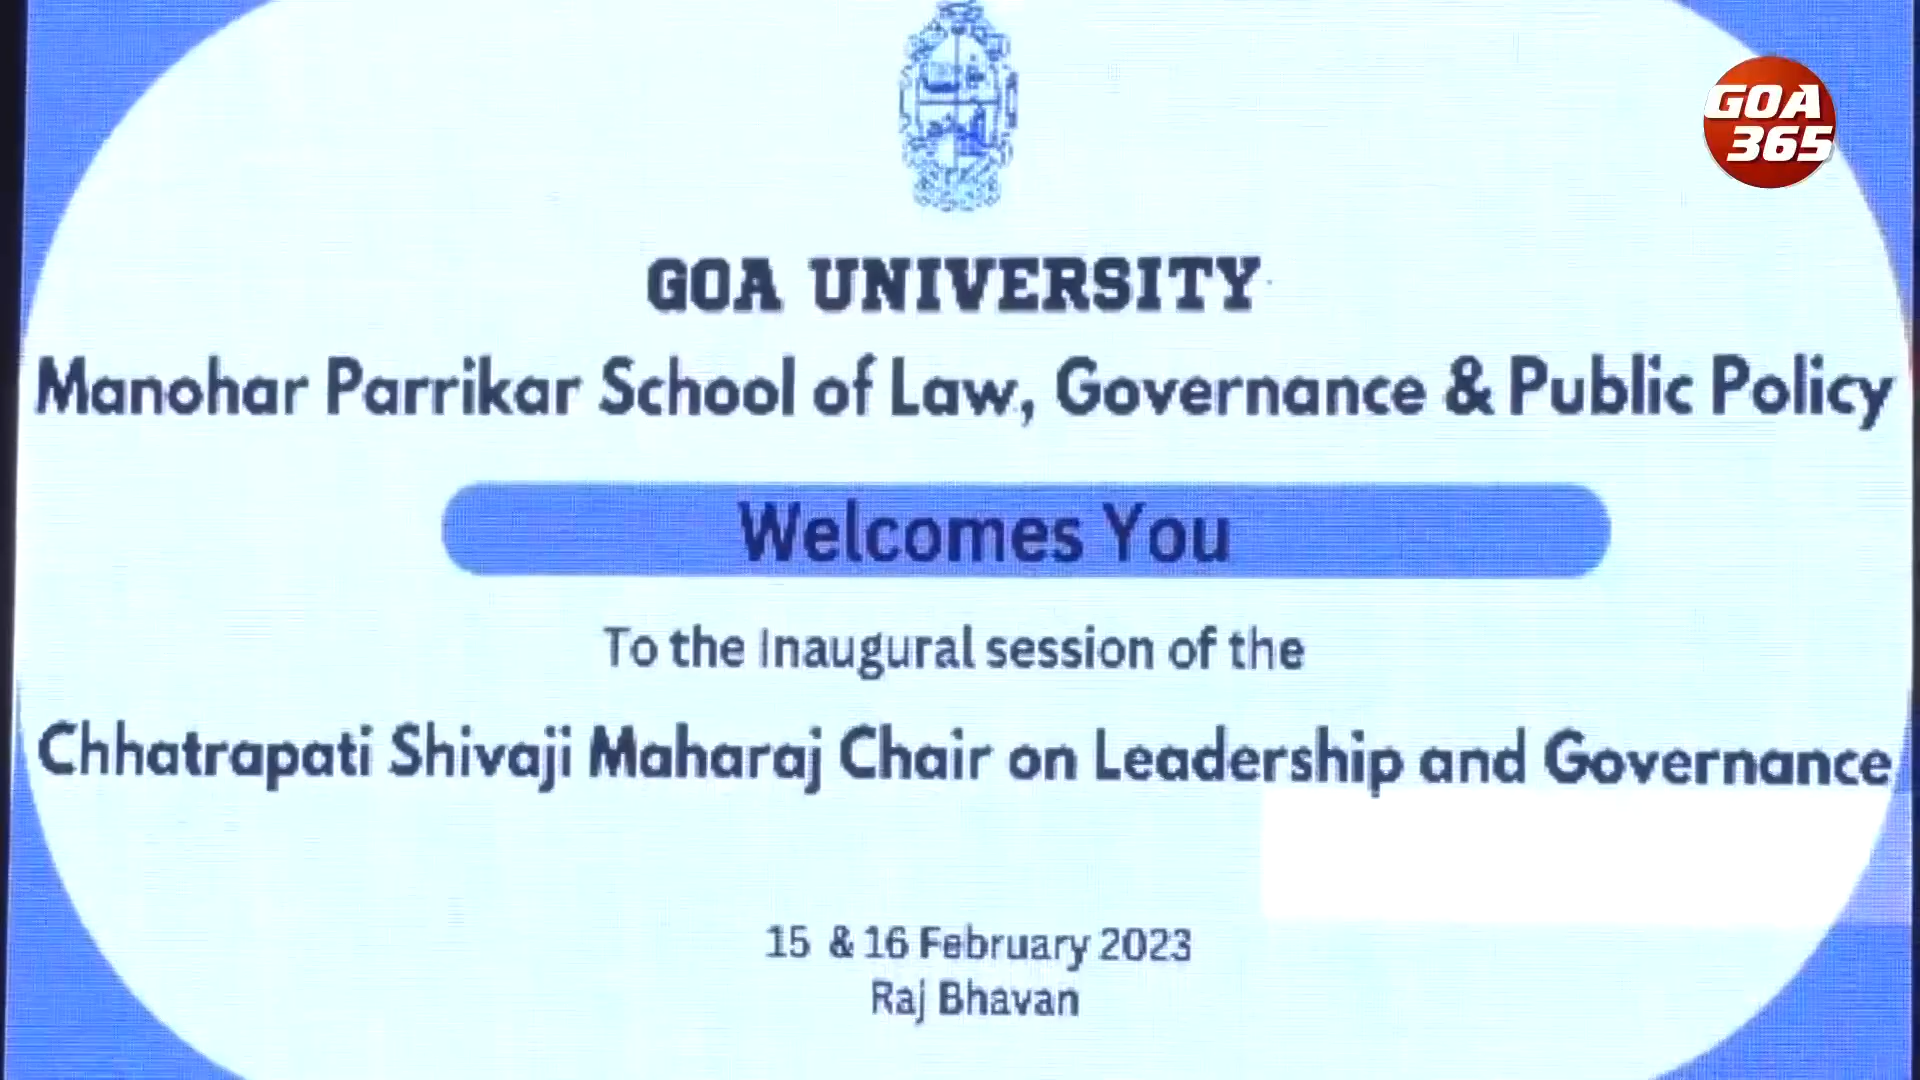 GOA
365
GOA UNIVERSITY
Manohar Parrikar School of Law, Governance & Public Policy
Welcomes You
To the Inaugural session of the
Chhatrapati Shivaji Maharaj Chair on Leadership and Governance
15 & 16 February 2023
Raj Bhavan